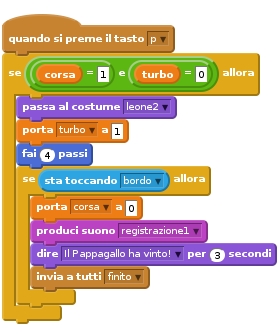 quando si preme il tasto p
se corsa = 1 e turbo = 0 allora
passa al costume leone2
porta turbo a 1
fai 4 passi
se sta toccando bordo allora
porta corsa a 0
produci suono registrazione1
dire Il Pappagallo ha vinto! per 3 secondi
invia a tutti finito